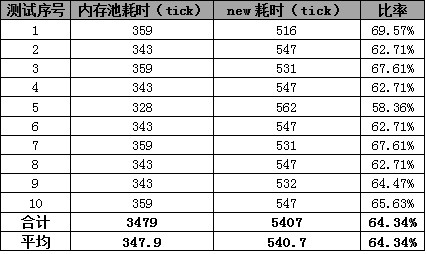 测试序号 内存池耗时（tick） new 耗时（tick） 比率
1 359 516 69.57%
2 343 547 62.71%
3 359 531 67.61%
4 343 547 62.71%
5 328 562 58.36%
6 343 547 62.71%
7 359 531 67.61%
8 343 547 62.71%
9 343 532 64.47%
10 359 547 65.63%
合计 3479 5407 64.34%
平均 347.9 540.7 64.34%